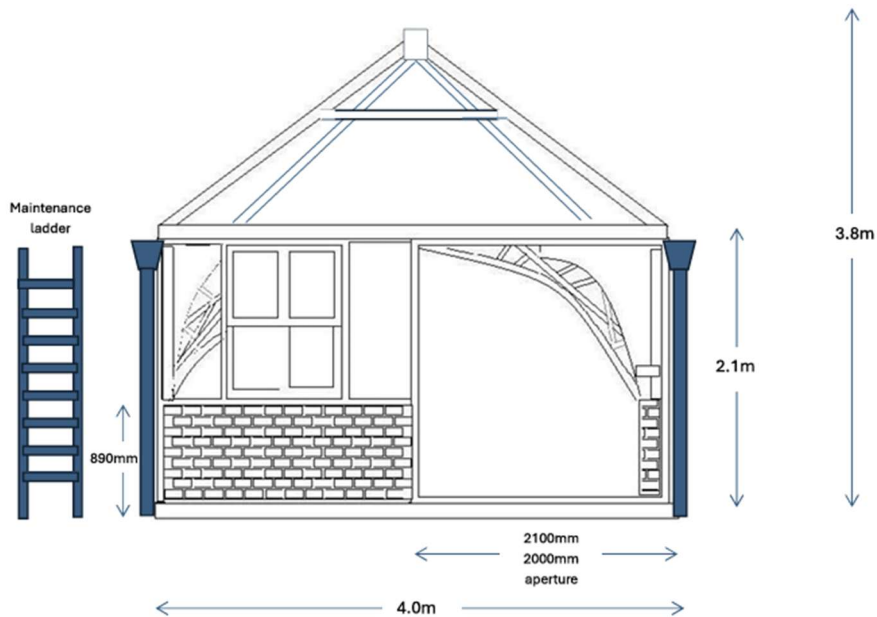 Maintenance
ladder
3.8m
2.1m
890mm
2100mm
2000mm
aperture
4.0m